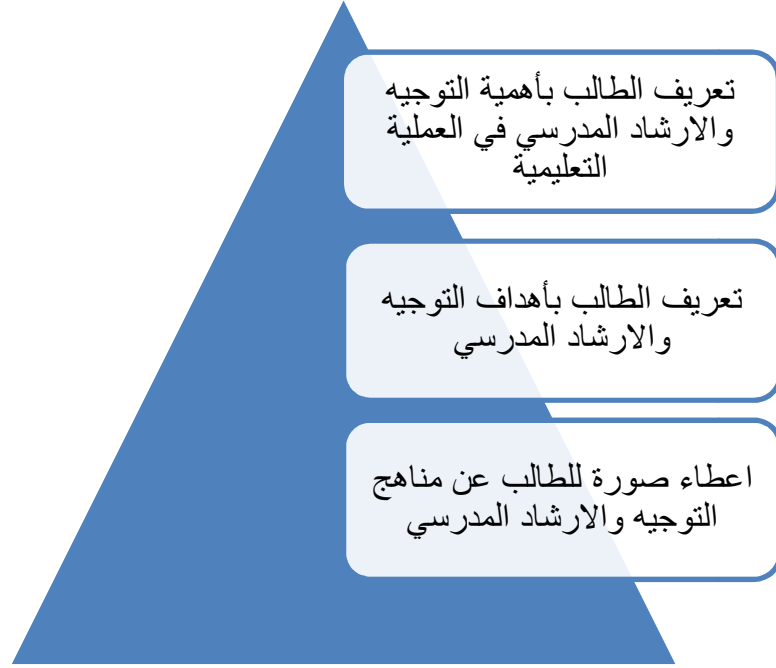 تعريف الطالب بأهمية التوجيه
والارشاد المدرسي في العملية
التعليمية
تعريف الطالب بأهداف التوجيه
والارشاد المدرسي
اعطاء صورة للطالب عن مناهج
التوجيه والارشاد المدرسي